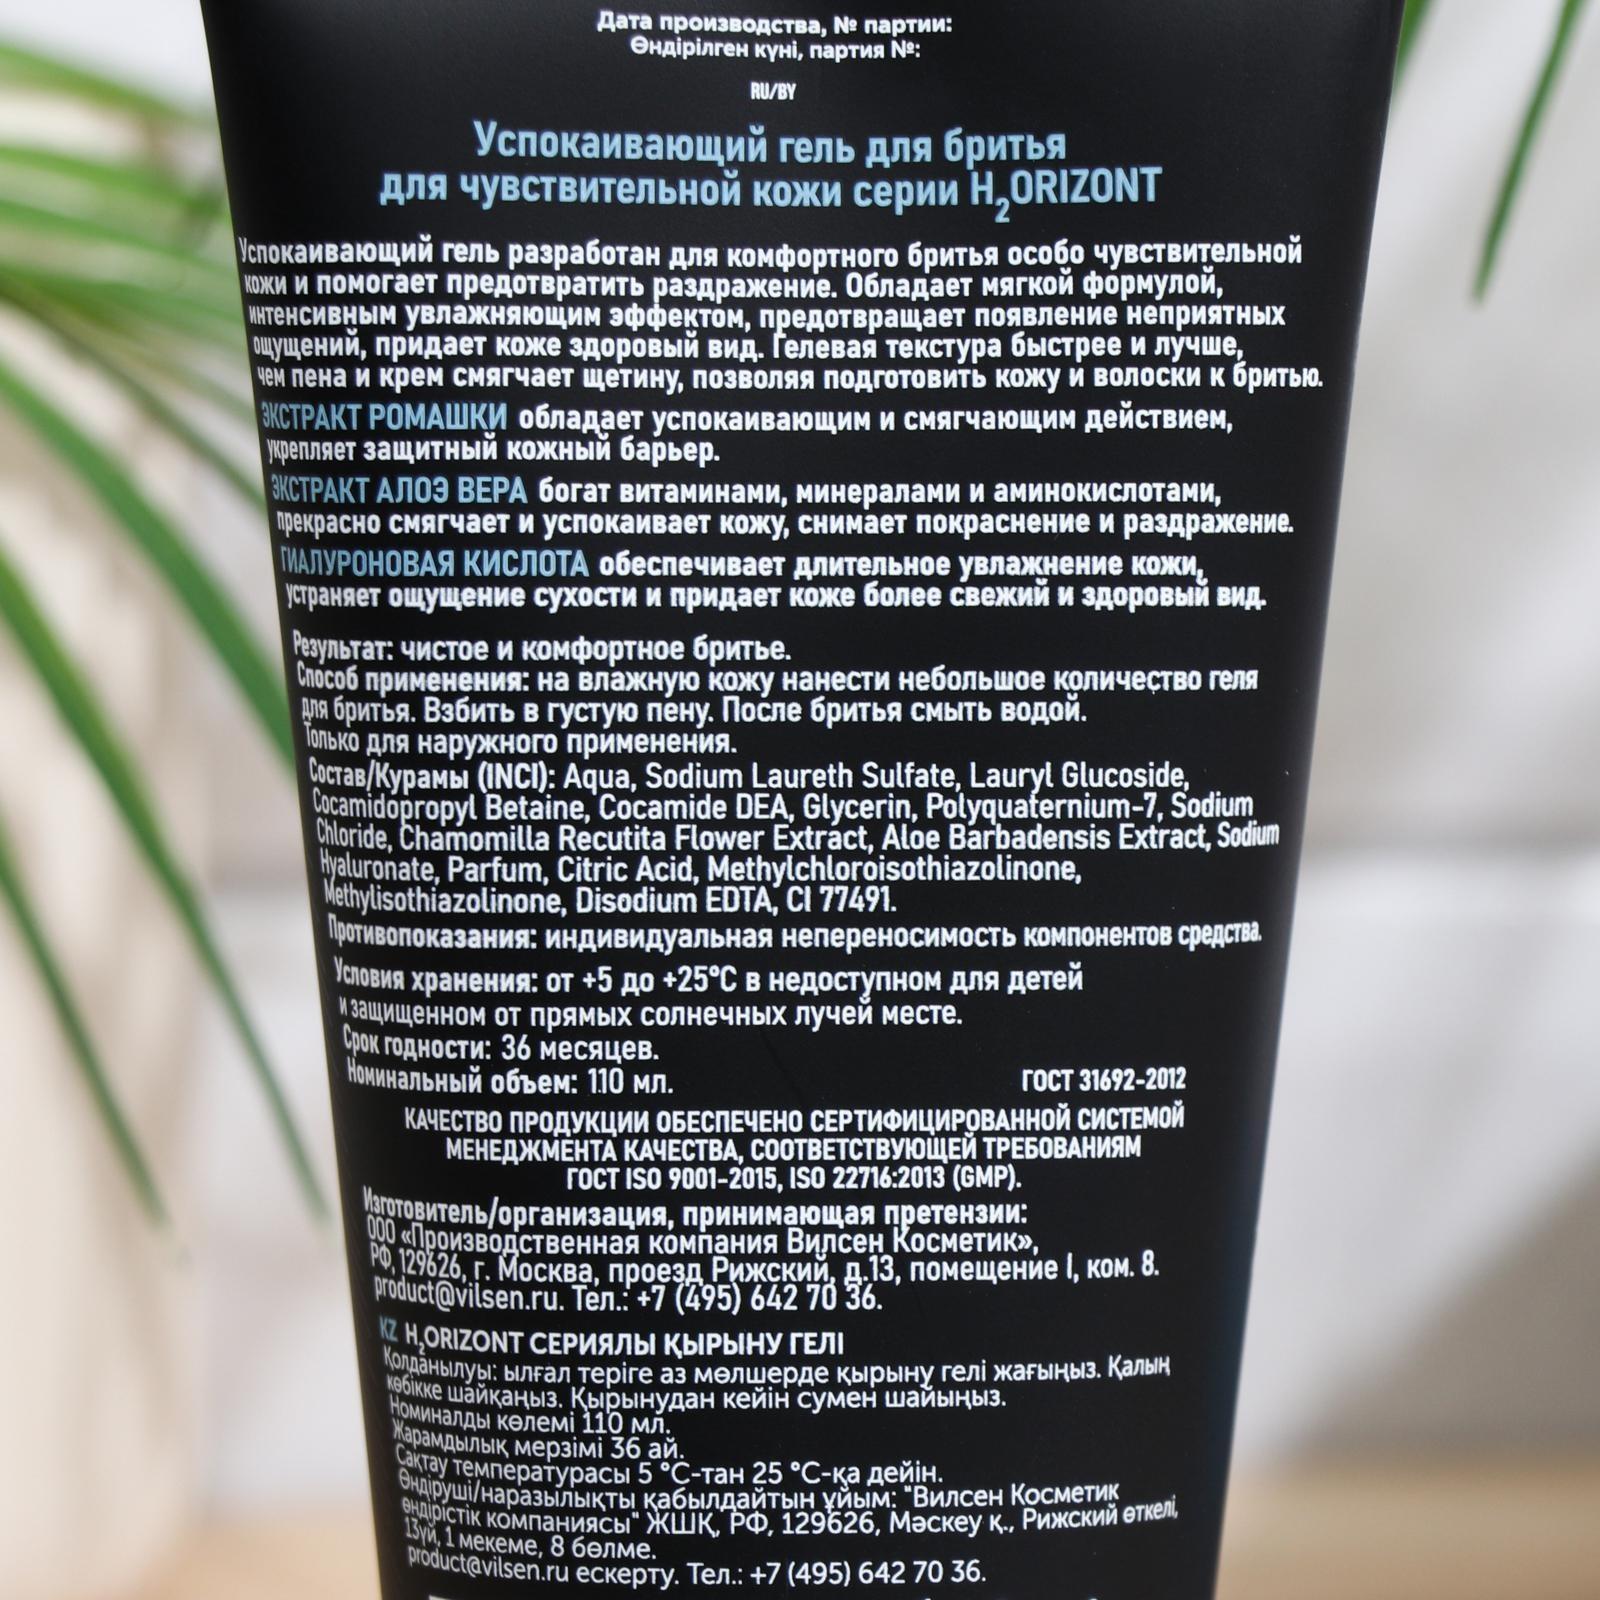 Дата производства, № партии:
Өндірілген күні, партия №:
RU/BY
Успокаивающий гель для бритья
для чувствительной кожи серии H₂ORIZONT
Успокаивающий гель разработан для комфортного бритья особо чувствительной
кожи и помогает предотвратить раздражение. Обладает мягкой формулой,
интенсивным увлажняющим эффектом, предотвращает появление неприятных
ощущений, придает коже здоровый вид. Гелевая текстура быстрее и лучше,
чем пена и крем смягчает щетину, позволяя подготовить кожу и волоски к бритью.
ЭКСТРАКТ РОМАШКИ обладает успокаивающим и смягчающим действием,
укрепляет защитный кожный барьер.
ЭКСТРАКТ АЛОЭ ВЕРА богат витаминами, минералами и аминокислотами,
прекрасно смягчает и успокаивает кожу, снимает покраснение и раздражение.
ГИАЛУРОНОВАЯ КИСЛОТА обеспечивает длительное увлажнение кожи,
устраняет ощущение сухости и придает коже более свежий и здоровый вид.
Результат: чистое и комфортное бритье.
Способ применения: на влажную кожу нанести небольшое количество геля
для бритья. Взбить в густую пену. После бритья смыть водой.
Только для наружного применения.
Состав/Курамы (INCI): Aqua, Sodium Laureth Sulfate, Lauryl Glucoside,
Cocamidopropyl Betaine, Cocamide DEA, Glycerin, Polyquaternium-7, Sodium
Chloride, Chamomilla Recutita Flower Extract, Aloe Barbadensis Extract, Sodium
Hyaluronate, Parfum, Citric Acid, Methylchloroisothiazolinone,
Methylisothiazolinone, Disodium EDTA, CI 77491.
Противопоказания: индивидуальная непереносимость компонентов средства.
Условия хранения: от +5 до +25°C в недоступном для детей
и защищенном от прямых солнечных лучей месте.
Срок годности: 36 месяцев.
Номинальный объем: 110 мл. ГОСТ 31692-2012
КАЧЕСТВО ПРОДУКЦИИ ОБЕСПЕЧЕНО СЕРТИФИЦИРОВАННОЙ СИСТЕМОЙ
МЕНЕДЖМЕНТА КАЧЕСТВА, СООТВЕТСТВУЮЩЕЙ ТРЕБОВАНИЯМ
ГОСТ ISO 9001-2015, ISO 22716:2013 (GMP).
Изготовитель/организация, принимающая претензии:
ООО «Производственная компания Вилсен Косметик»,
РФ, 129626, г. Москва, проезд Рижский, д.13, помещение I, ком. 8.
product@vilsen.ru. Тел.: +7 (495) 642 70 36.
KZ H₂ORIZONT СЕРИЯЛЫ ҚЫРЫНУ ГЕЛІ
Қолданылуы: ылғал теріге аз мөлшерде қырыну гелі жағыңыз. Қалың
көбікке шайқаңыз. Қырынудан кейін сумен шайыңыз.
Номиналды көлемі 110 мл.
Жарамдылық мерзімі 36 ай.
Сақтау температурасы 5 °C-тан 25 °C-қа дейін.
Өндіруші/наразылықты қабылдайтын ұйым: "Вилсен Косметик
өндірістік компаниясы" ЖШҚ, РФ, 129626, Мәскеу қ., Рижский өткелі,
13үй, 1 мекеме, 8 бөлме.
product@vilsen.ru ескерту. Тел.: +7 (495) 642 70 36.